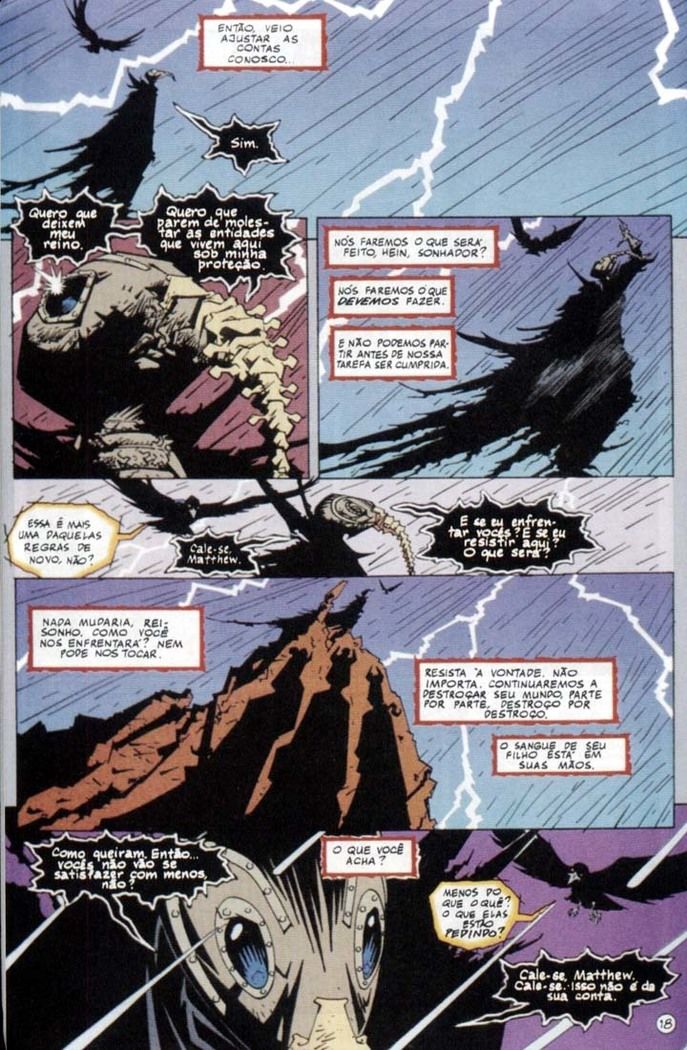 ENTÃO, VEIO
AJUSTAR AS
CONTAS
CONOSCO...
Sim.
Quero que
deixem
meu
reino.
Quero que
parem de moles-
tar as entidades
que vivem aqui
sob minha
proteção.
NÓS FAREMOS O QUE SERÁ
FEITO, HEIN, SONHADOR?
NÓS FAREMOS O QUE
DEVEMOS FAZER.
E NÃO PODEMOS PAR-
TIR ANTES DE NOSSA
TAREFA SER CUMPRIDA.
ESSA É MAIS
UMA DAQUELAS
REGRAS DE
NOVO, NÃO?
Cale-se,
Matthew.
E se eu enfren-
tar vocês? E se eu
resistir aqui?
O que será?
NADA MUDARIA, REI-
SONHO. COMO VOCÊ
NOS ENFRENTARÁ? NEM
PODE NOS TOCAR.
RESISTA À VONTADE. NÃO
IMPORTA. CONTINUAREMOS A
DESTROÇAR SEU MUNDO, PARTE
POR PARTE, DESTROÇO POR
DESTROÇO.
O SANGUE DE SEU
FILHO ESTÁ EM
SUAS MÃOS.
Como queiram. Então...
vocês não vão se
satisfazer com menos,
não?
O QUE VOCÊ
ACHA?
MENOS DO
QUE O QUÊ?
O QUE ELAS
ESTÃO
PEDINDO?
Cale-se, Matthew.
Cale-se. Isso não é da
sua conta.
18